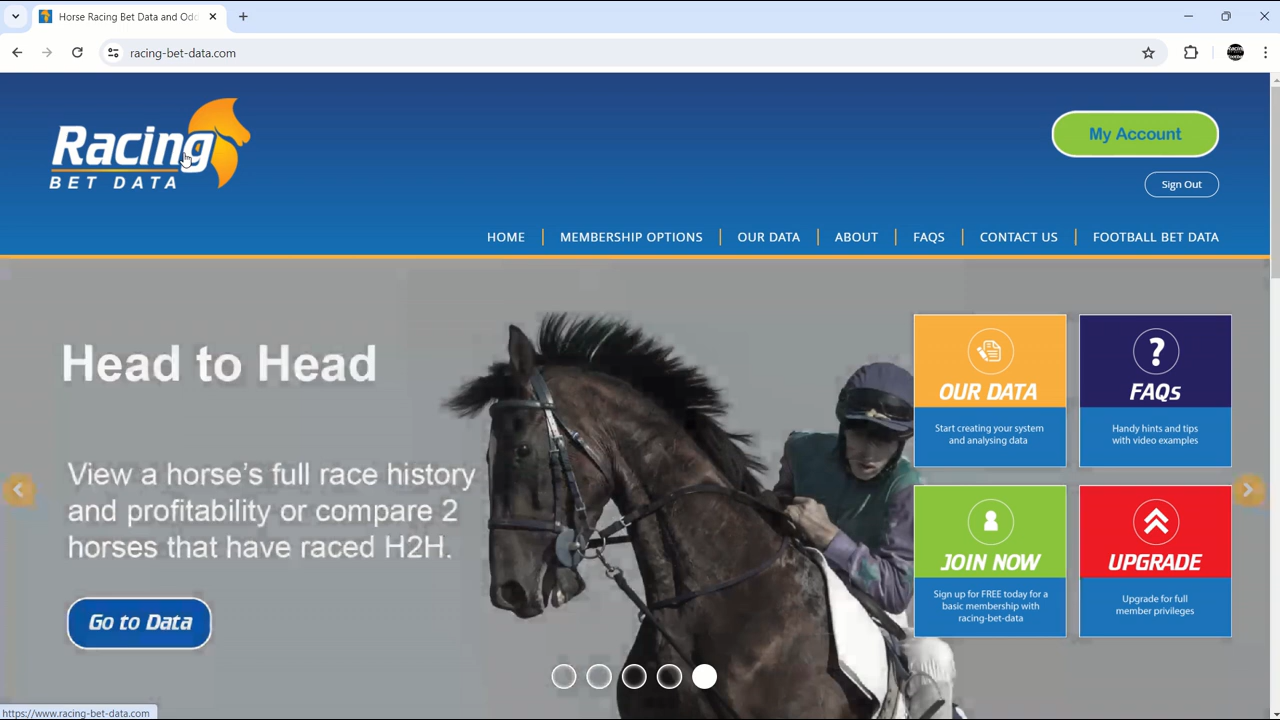 Horse Racing Bet Data and Od
racing-bet-data.com
Racing
BET DATA
My Account
Sign Out
HOME
MEMBERSHIP OPTIONS
OUR DATA
ABOUT
FAQS
CONTACT US
FOOTBALL BET DATA
Head to Head
View a horse's full race history
and profitability or compare 2
horses that have raced H2H.
Go to Data
OUR DATA
Start creating your system
and analysing data
?
FAQs
Handy hints and tips
with video examples
JOIN NOW
Sign up for FREE today for a
basic membership with
racing-bet-data
UPGRADE
Upgrade for full
member privileges
https://www.racing-bet-data.com